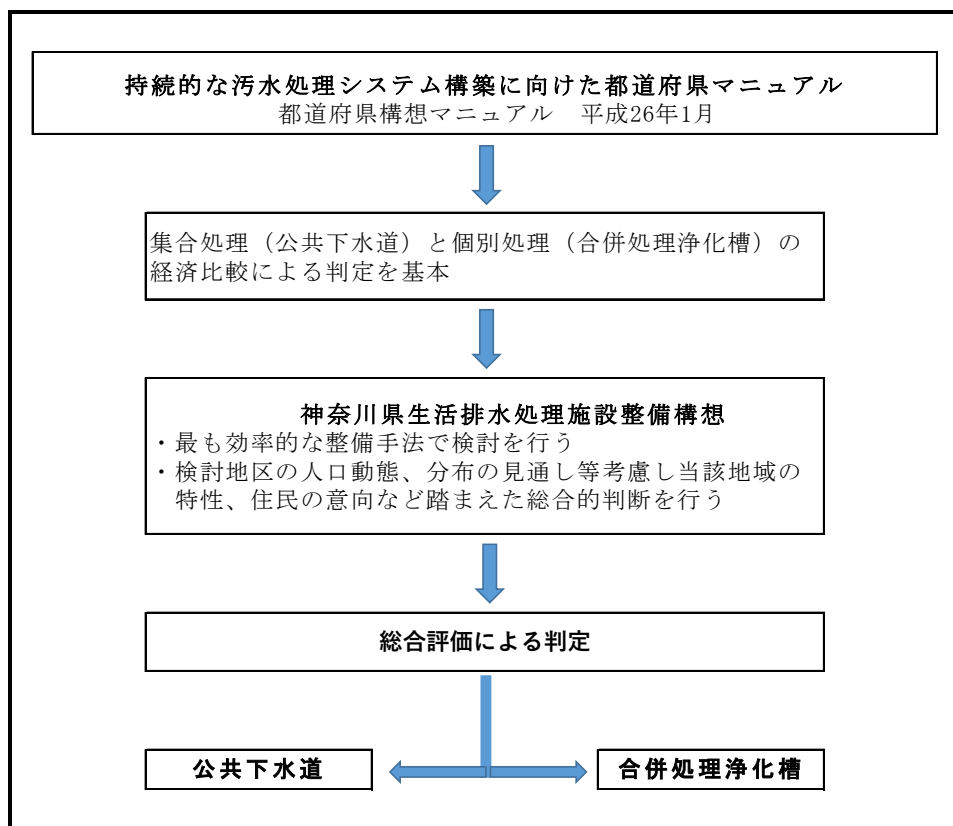 持続的な汚水処理システム構築に向けた都道府県マニュアル
都道府県構想マニュアル　平成26年1月
集合処理（公共下水道）と個別処理（合併処理浄化槽）の
経済比較による判定を基本
神奈川県生活排水処理施設整備構想
・最も効率的な整備手法で検討を行う
・検討地区の人口動態、分布の見通し等考慮し当該地域の
特性、住民の意向など踏まえた総合的判断を行う
総合評価による判定
公共下水道
合併処理浄化槽